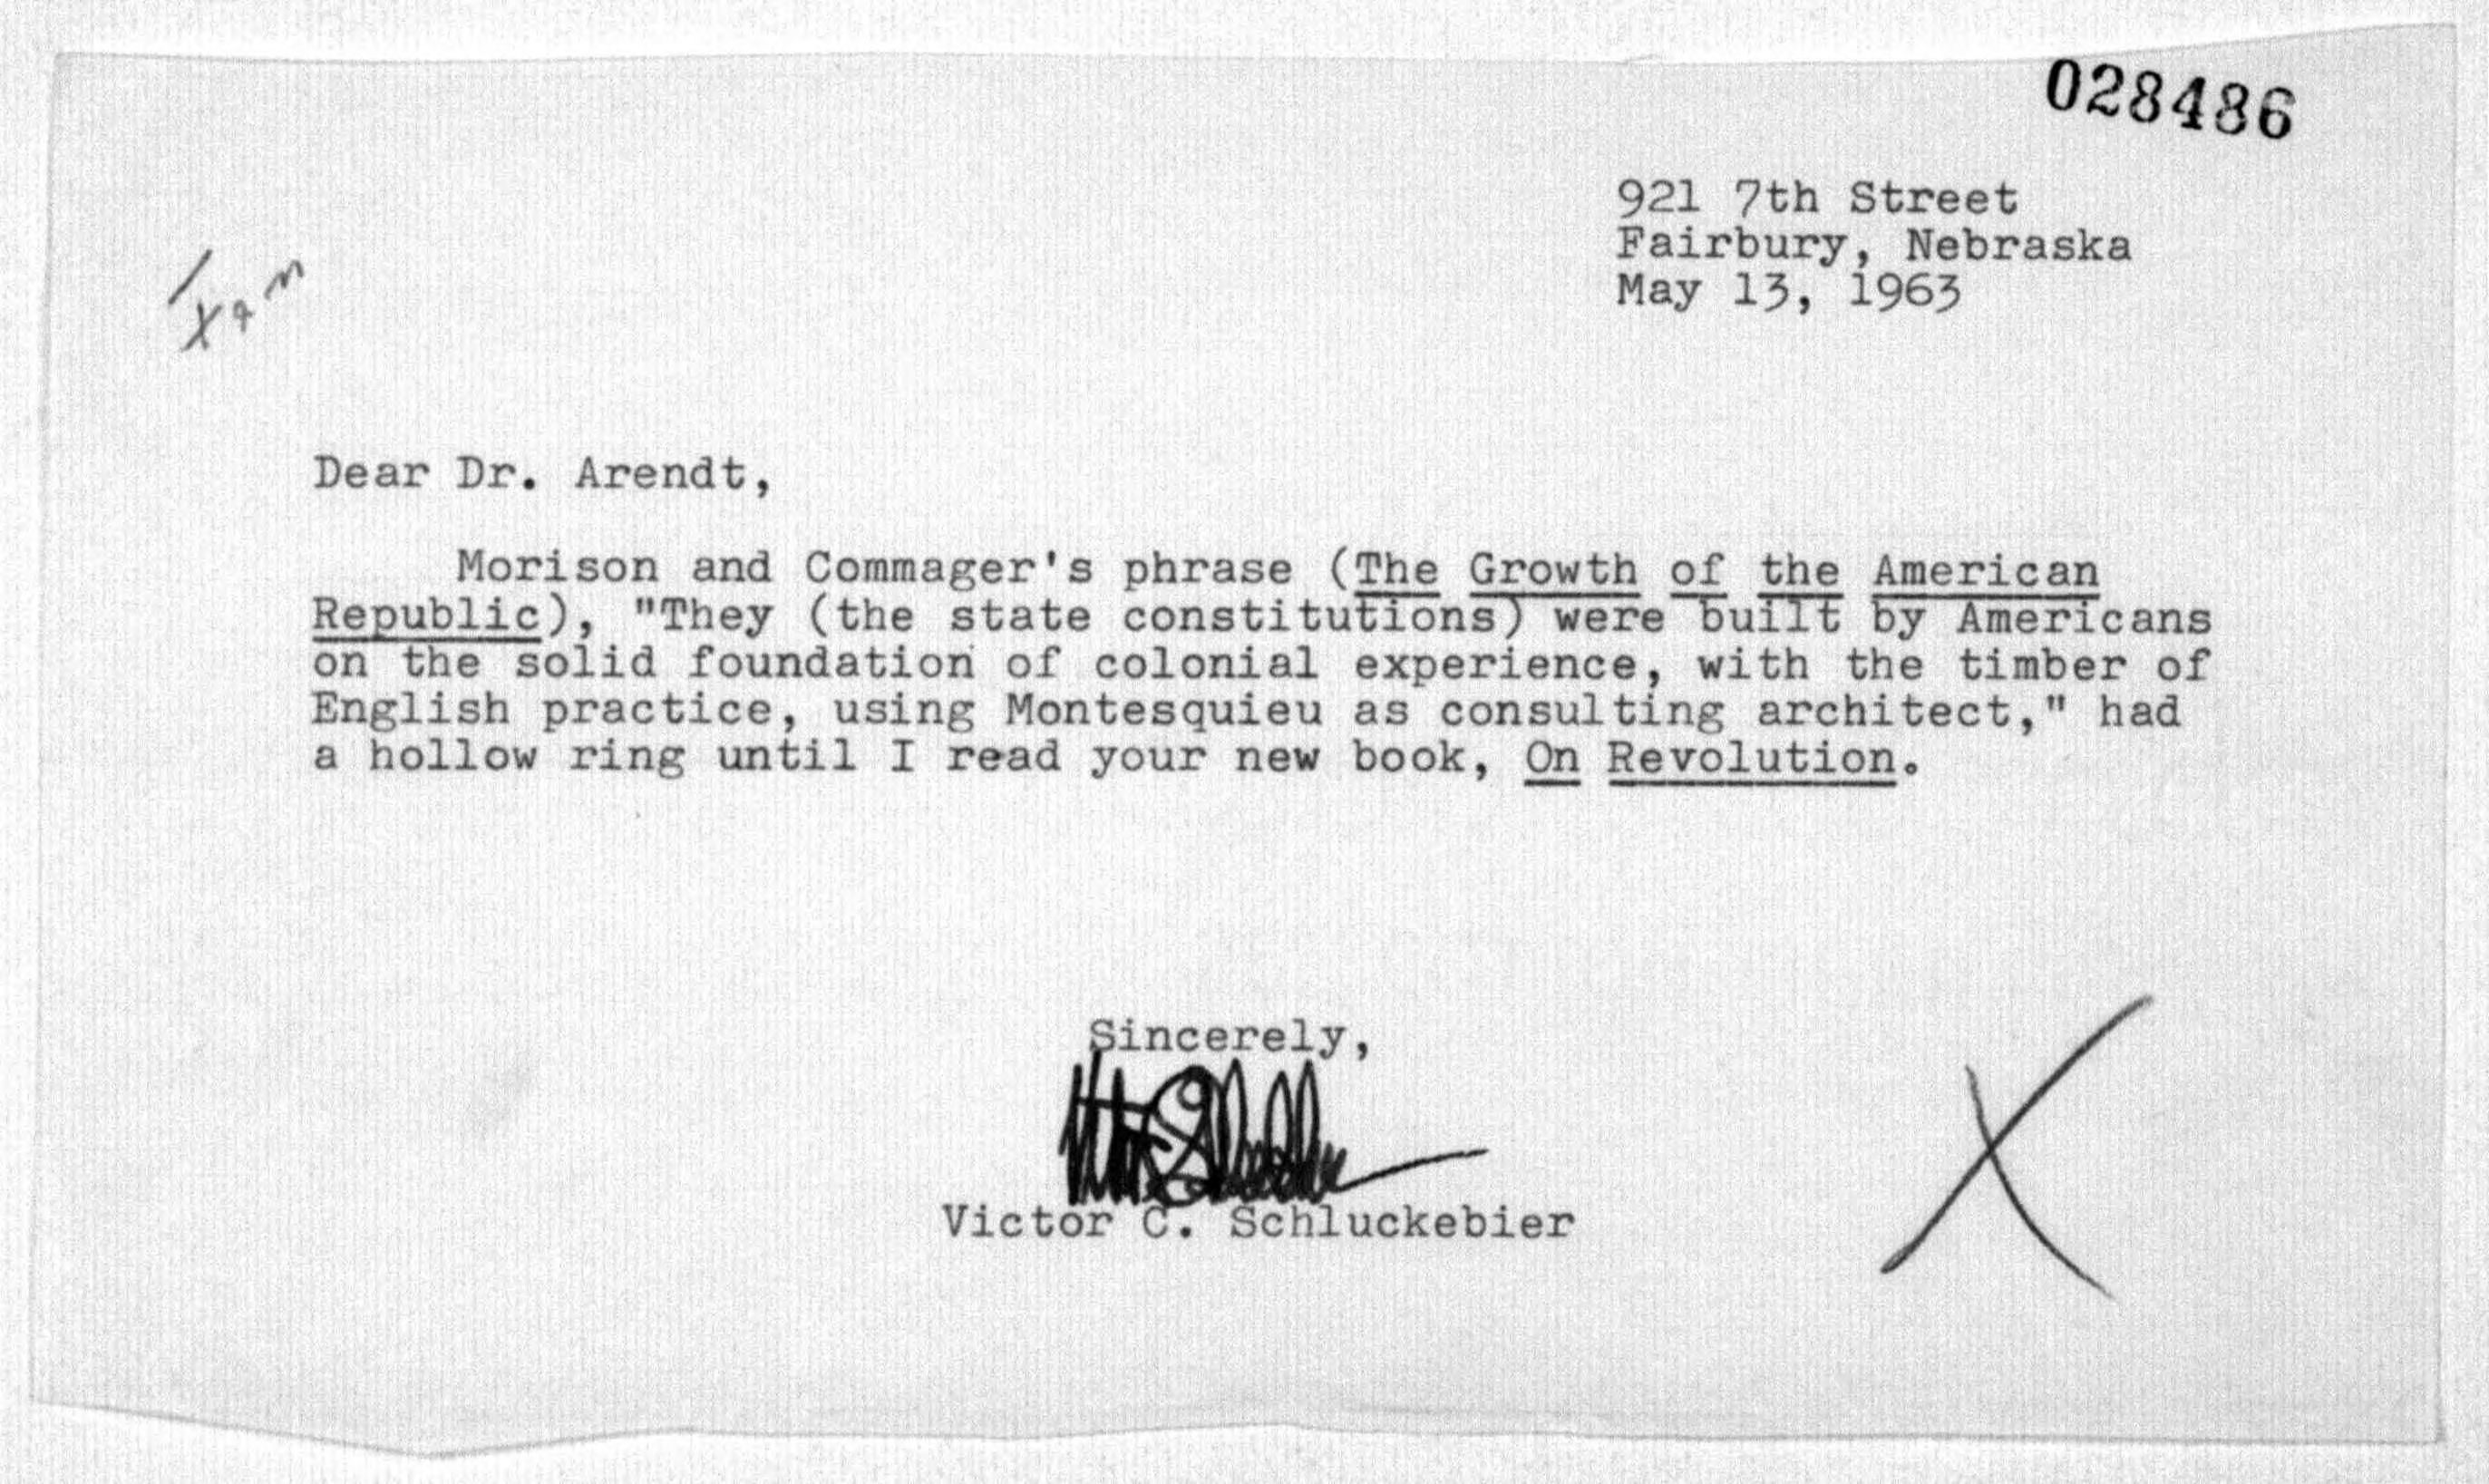 028486
921 7th Street
Fairbury, Nebraska
May 13, 1963
Dear Dr. Arendt,
Morison and Commager's phrase (The Growth of the American
Republic), "They (the state constitutions) were built by Americans
on the solid foundation of colonial experience, with the timber of
English practice, using Montesquieu as consulting architect," had
a hollow ring until I read your new book, On Revolution.
Sincerely,
Victor C. Schluckebier